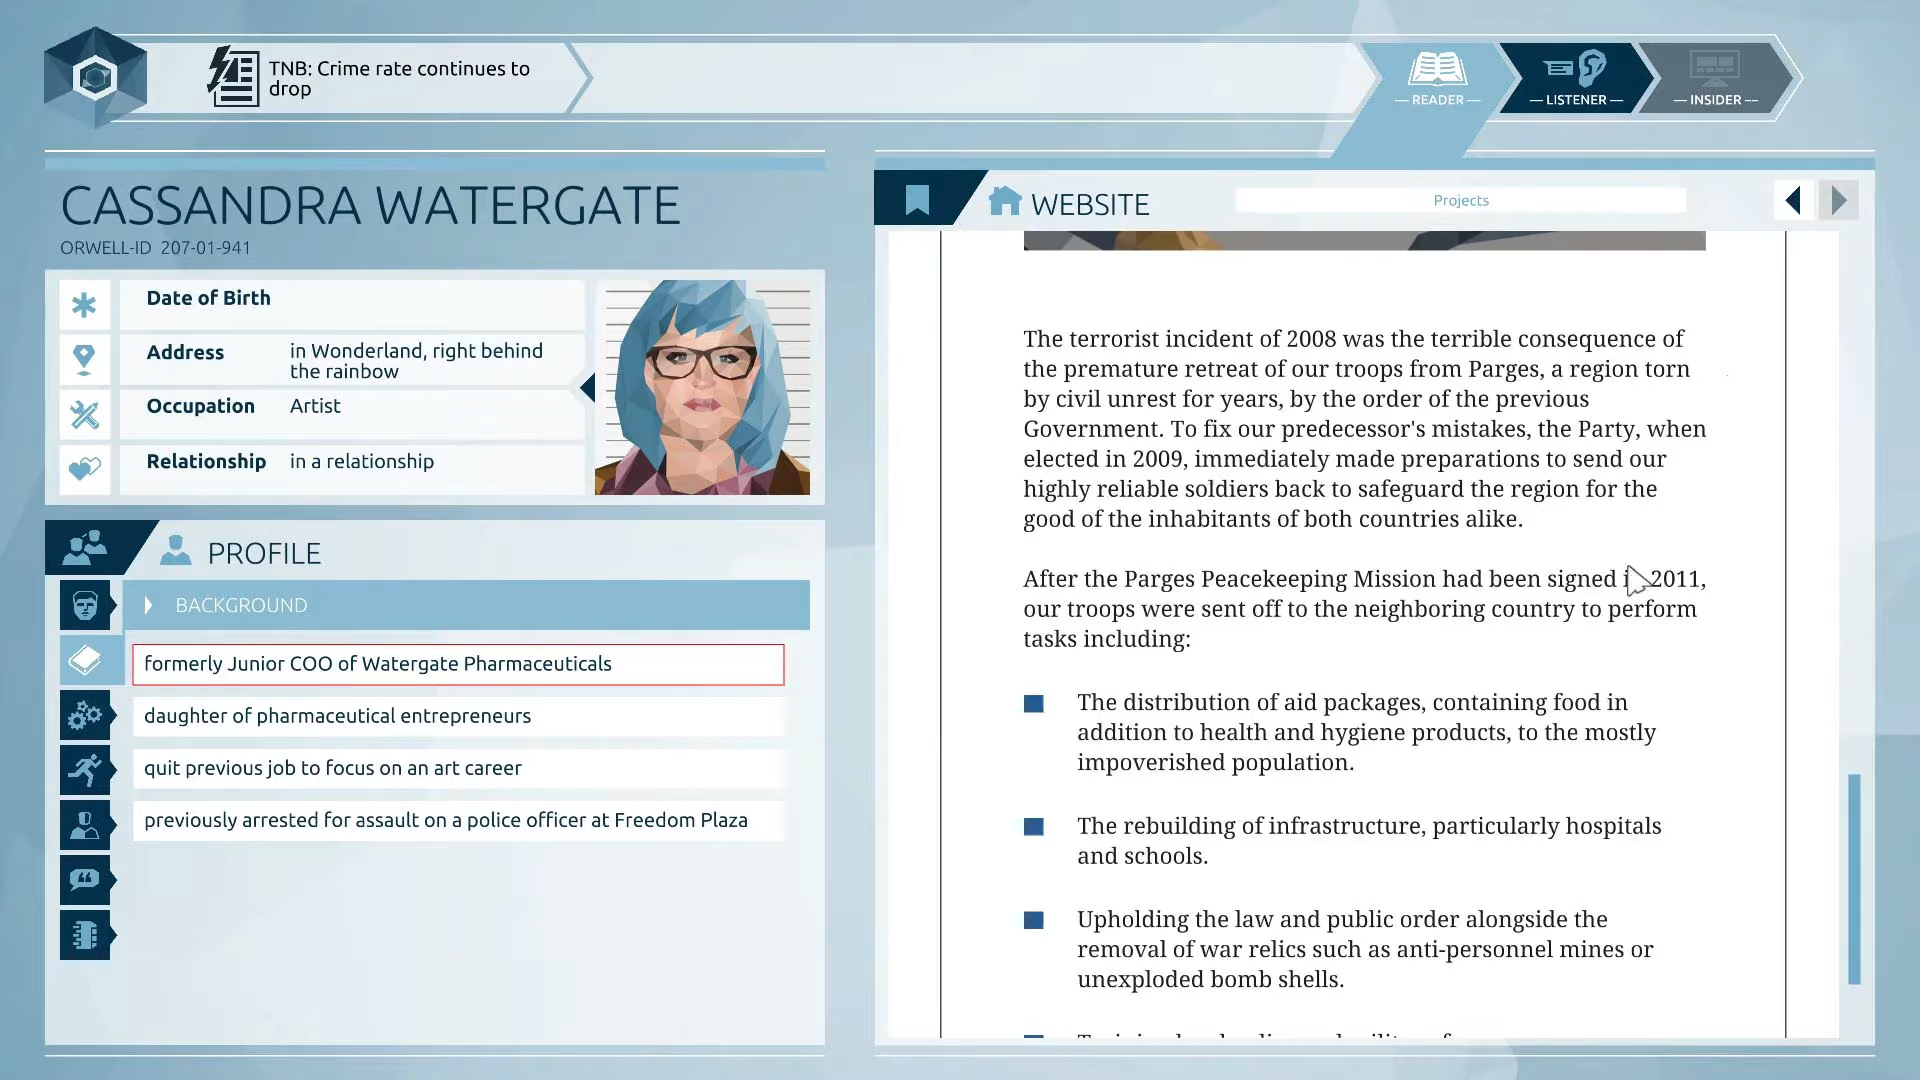 TNB: Crime rate continues to
drop
READER
LISTENER
INSIDER
CASSANDRA WATERGATE
ORWELL-ID 207-01-941
Date of Birth
Address in Wonderland, right behind
the rainbow
Occupation Artist
Relationship in a relationship
PROFILE
BACKGROUND
formerly Junior COO of Watergate Pharmaceuticals
daughter of pharmaceutical entrepreneurs
quit previous job to focus on an art career
previously arrested for assault on a police officer at Freedom Plaza
WEBSITE
Projects
The terrorist incident of 2008 was the terrible consequence of
the premature retreat of our troops from Parges, a region torn
by civil unrest for years, by the order of the previous
Government. To fix our predecessor's mistakes, the Party, when
elected in 2009, immediately made preparations to send our
highly reliable soldiers back to safeguard the region for the
good of the inhabitants of both countries alike.
After the Parges Peacekeeping Mission had been signed in 2011,
our troops were sent off to the neighboring country to perform
tasks including:
The distribution of aid packages, containing food in
addition to health and hygiene products, to the mostly
impoverished population.
The rebuilding of infrastructure, particularly hospitals
and schools.
Upholding the law and public order alongside the
removal of war relics such as anti-personnel mines or
unexploded bomb shells.